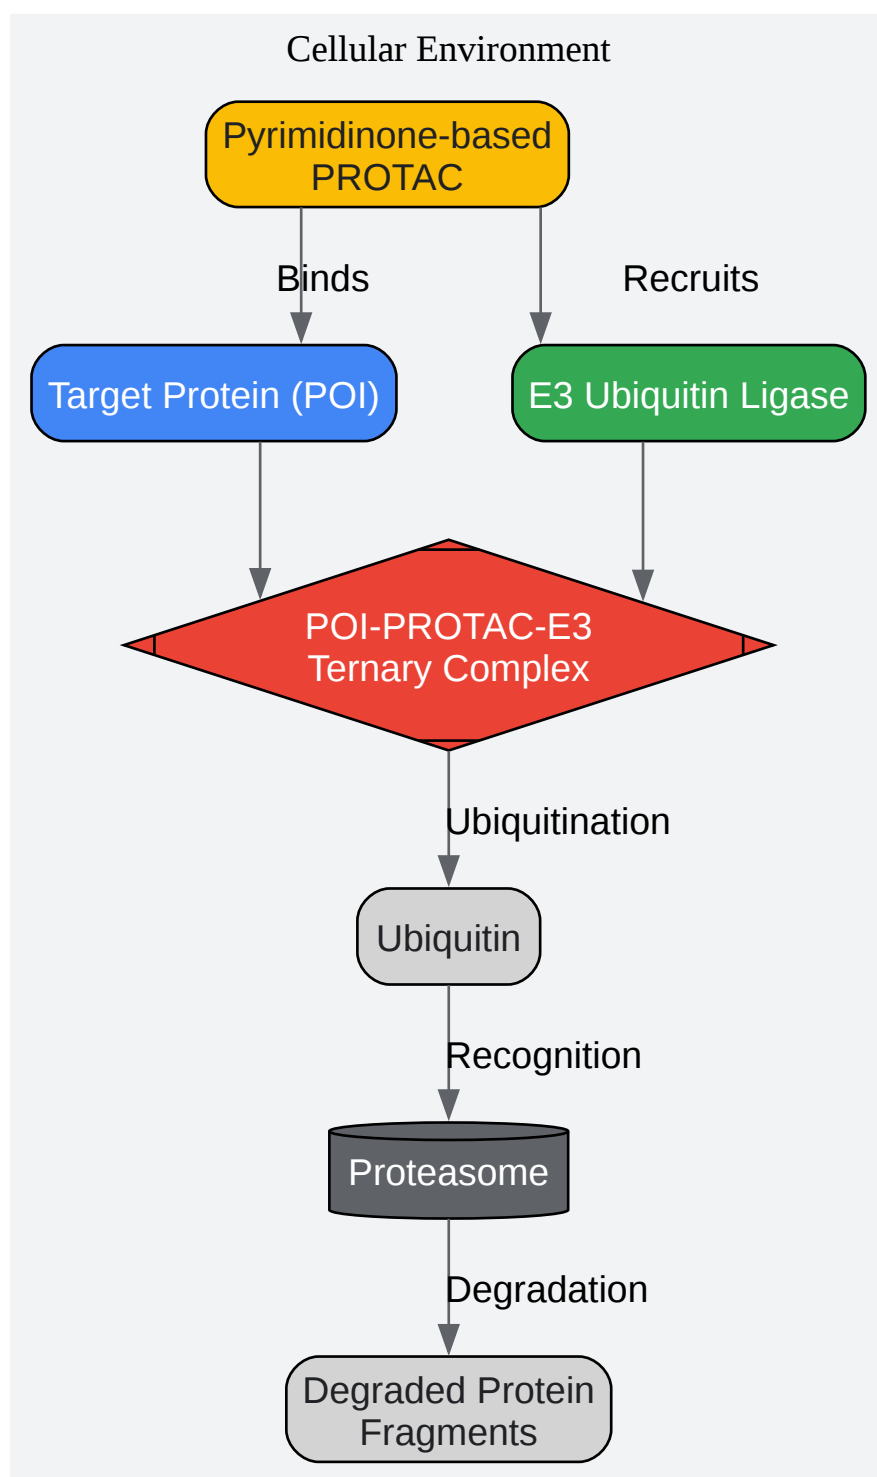 Cellular Environment
Pyrimidinone-based
PROTAC
Binds
Recruits
Target Protein (POI)
E3 Ubiquitin Ligase
POI-PROTAC-E3
Ternary Complex
Ubiquitination
Ubiquitin
Recognition
Proteasome
Degradation
Degraded Protein
Fragments